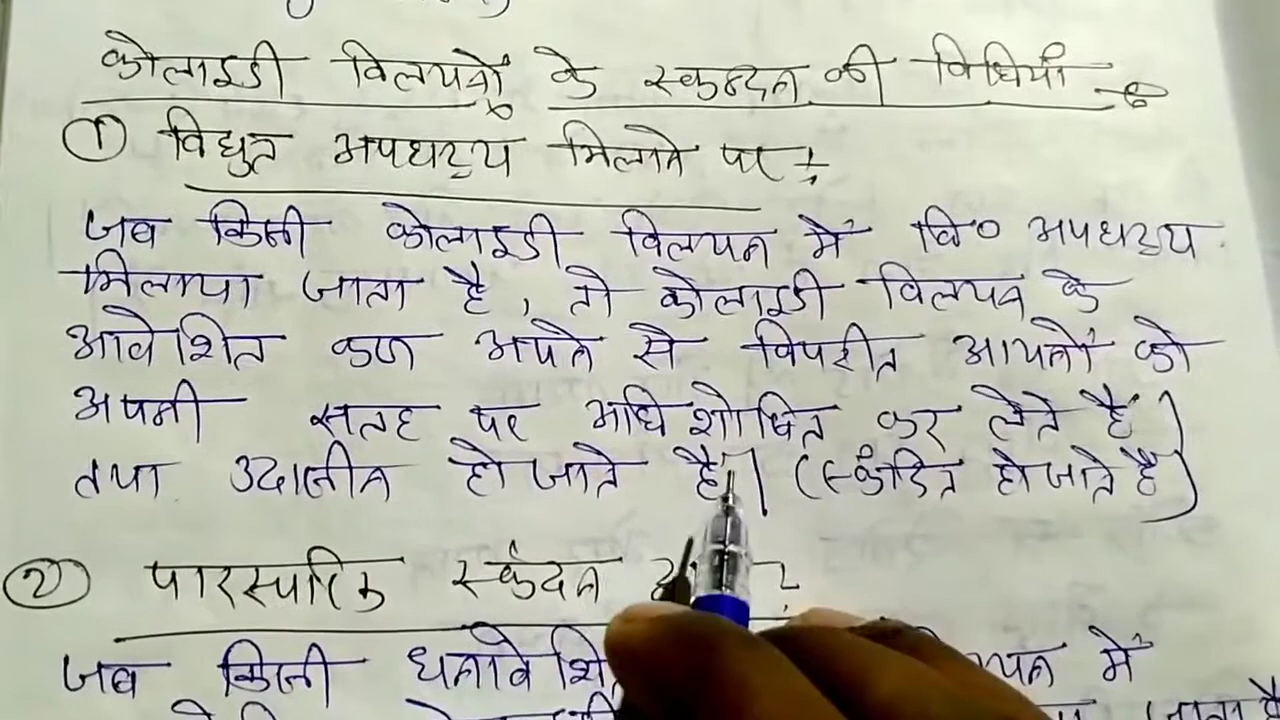 कोलाइडी विलयनों के स्कन्दन की विधियाँ
① विद्युत अपघट्य मिलाने पर :-
जब किसी कोलाइडी विलयन में वि० अपघट्य
मिलाया जाता है, तो कोलाइडी विलयन के
आवेशित कण अपने से विपरीत आयनों को
अपनी सतह पर अधिशोषित कर लेते हैं
तथा उदासीन हो जाते हैं। (स्कंदित हो जाते है)
② पारस्परिक स्कंदन
जब किसी में
जाता है